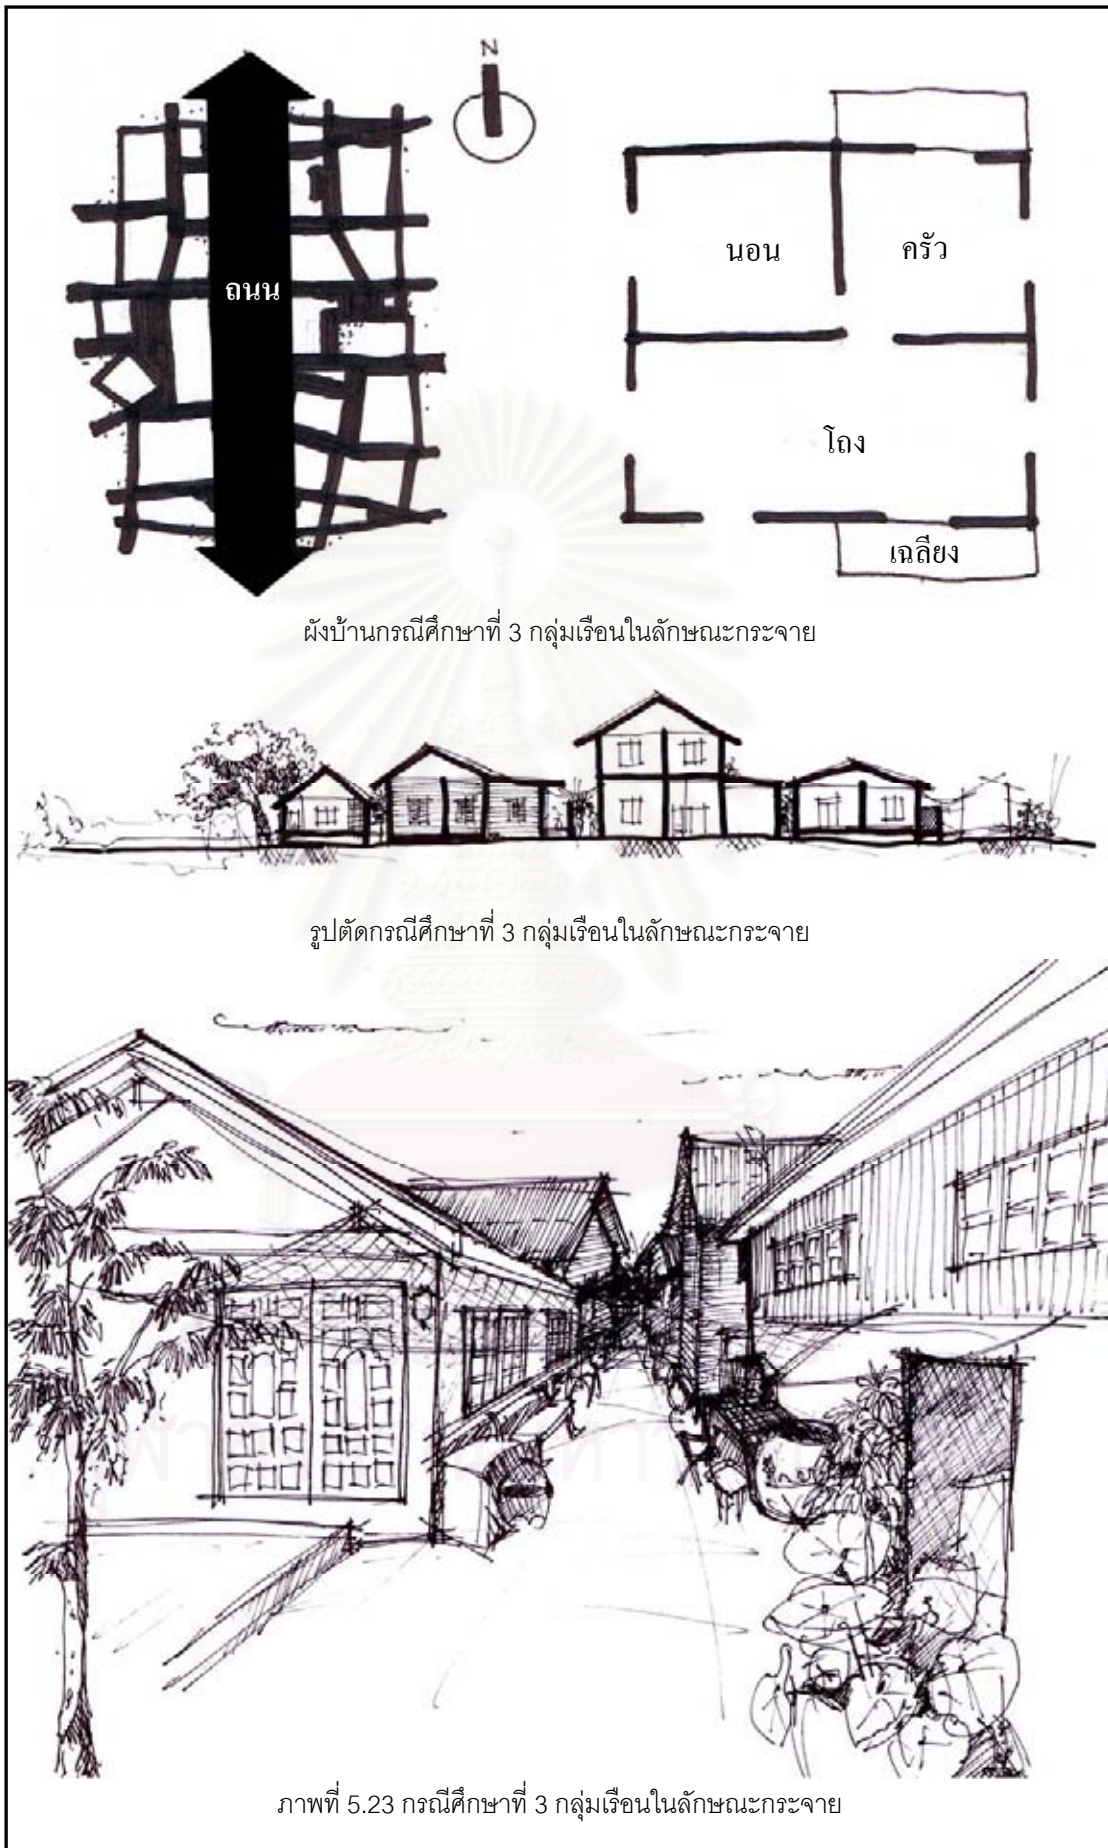 N
ถนน
นอน
ครัว
โถง
เฉลียง
ผังบ้านกรณีศึกษาที่ 3 กลุ่มเรือนในลักษณะกระจาย
รูปตัดกรณีศึกษาที่ 3 กลุ่มเรือนในลักษณะกระจาย
ภาพที่ 5.23 กรณีศึกษาที่ 3 กลุ่มเรือนในลักษณะกระจาย